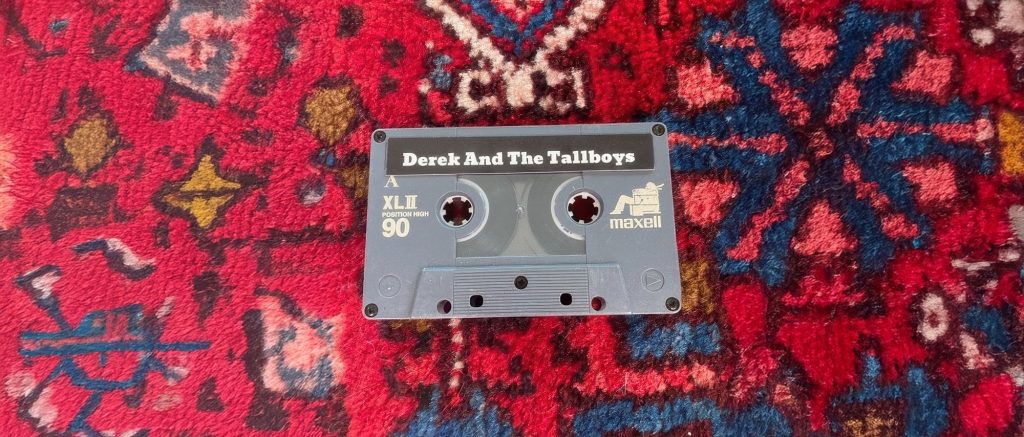 Derek And The Tallboys
A
XLII
POSITION HIGH
90
maxell